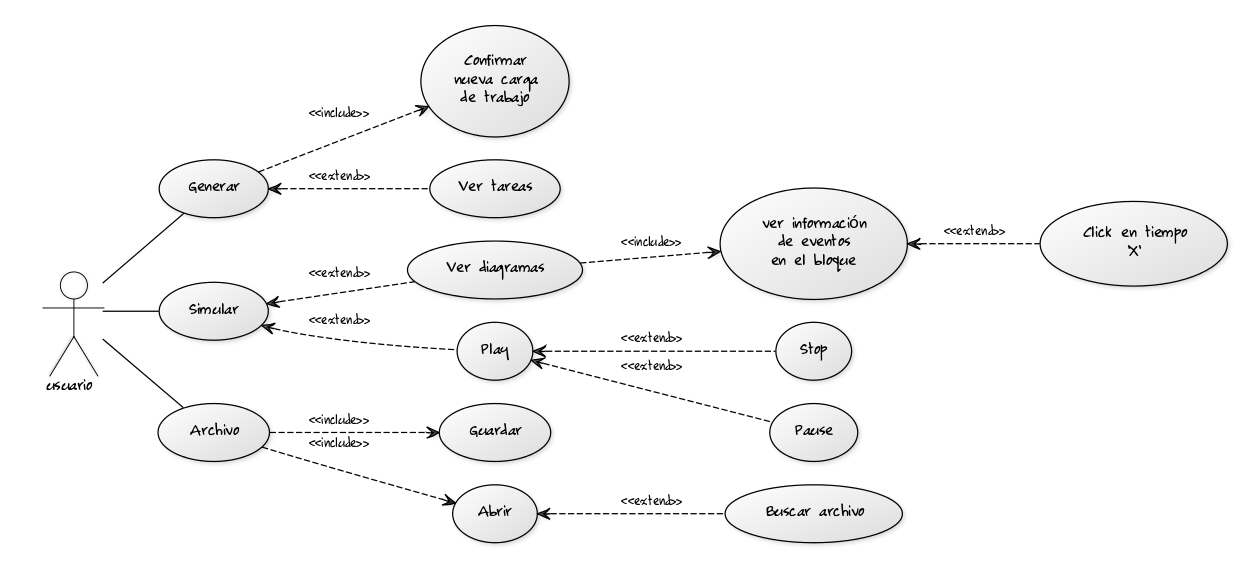 Confirmar
nueva carga
de trabajo
<<include>>
Generar
<<extend>>
Ver tareas
ver información
de eventos
en el bloque
<<extend>>
Click en tiempo
'X'
<<include>>
Ver diagramas
<<extend>>
Simular
<<extend>>
Play
<<extend>>
Stop
<<extend>>
usuario
Archivo
<<include>>
Guardar
Pause
<<include>>
Abrir
<<extend>>
Buscar archivo